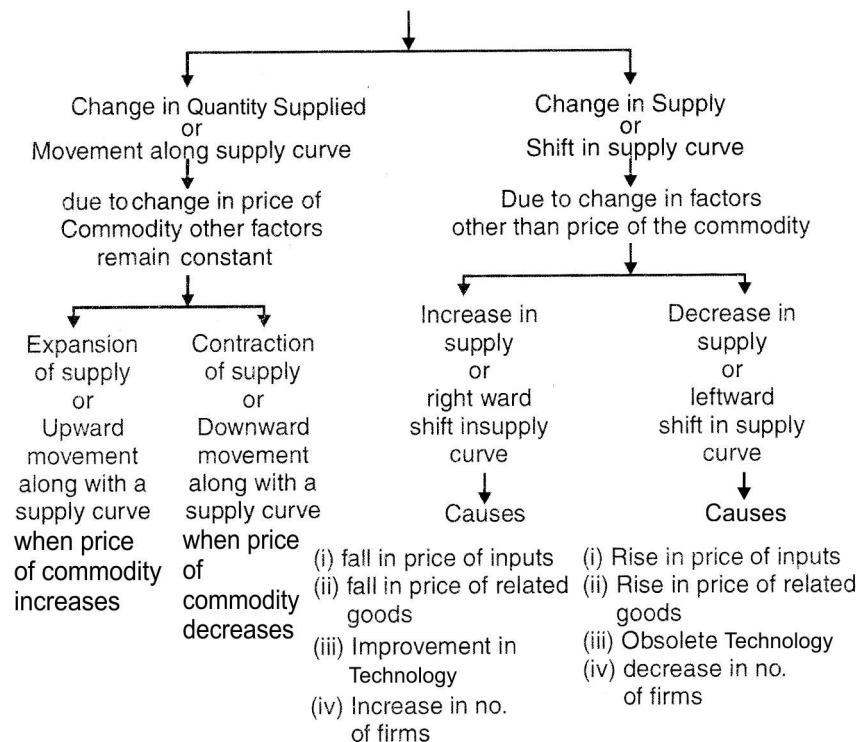 Change in Quantity Supplied
or
Movement along supply curve
due to change in price of
Commodity other factors
remain constant
Expansion
of supply
or
Upward
movement
along with a
supply curve
when price
of commodity
increases
Contraction
of supply
or
Downward
movement
along with a
supply curve
when price
of
commodity
decreases
Change in Supply
or
Shift in supply curve
Due to change in factors
other than price of the commodity
Increase in
supply
or
right ward
shift insupply
curve
Causes
(i) fall in price of inputs
(ii) fall in price of related
goods
(iii) Improvement in
Technology
(iv) Increase in no.
of firms
Decrease in
supply
or
leftward
shift in supply
curve
Causes
(i) Rise in price of inputs
(ii) Rise in price of related
goods
(iii) Obsolete Technology
(iv) decrease in no.
of firms